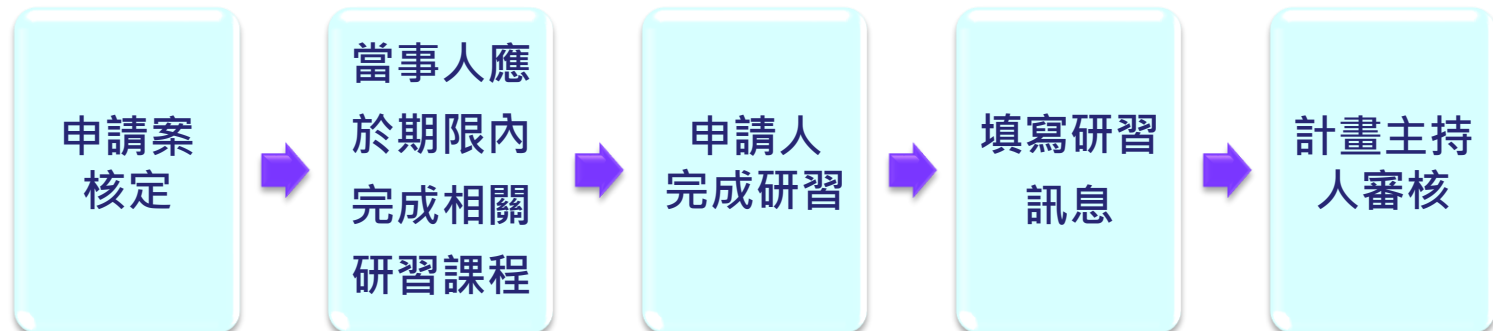 申請案
核定
當事人應
於期限內
完成相關
研習課程
申請人
完成研習
填寫研習
訊息
計畫主持
人審核